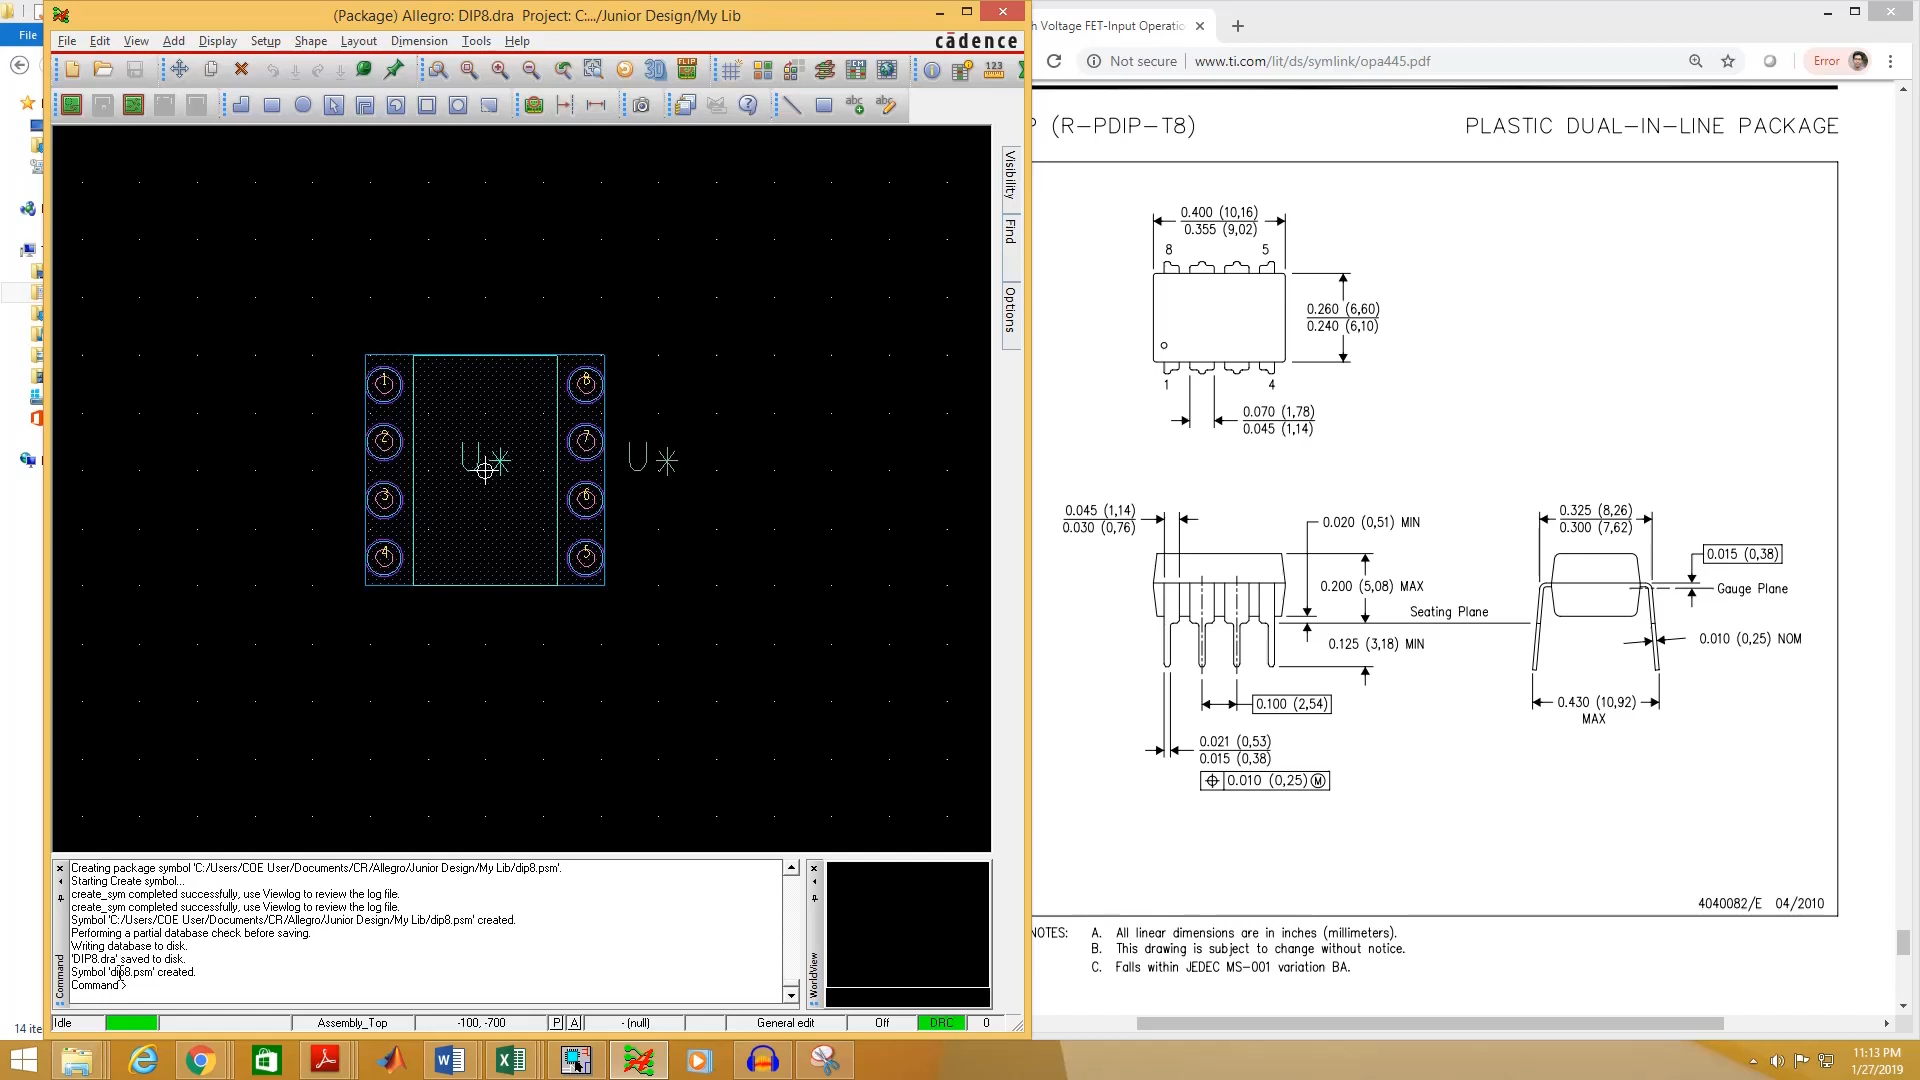 (Package) Allegro: DIP8.dra Project: C:.../Junior Design/My Lib
File Edit View Add Display Setup Shape Layout Dimension Tools Help
cādence
Visibility
Find
Options
1 8
2 7
3 6
4 5
U* U*
Creating package symbol 'C:/Users/COE User/Documents/CR/Allegro/Junior Design/My Lib/dip8.psm'.
Starting Create symbol...
create_sym completed successfully, use Viewlog to review the log file.
create_sym completed successfully, use Viewlog to review the log file.
Symbol 'C:/Users/COE User/Documents/CR/Allegro/Junior Design/My Lib/dip8.psm' created.
Performing a partial database check before saving.
Writing database to disk.
'DIP8.dra' saved to disk.
Symbol 'dip8.psm' created.
Command >
Command
WorldView
Idle Assembly_Top -100, -700 P A - (null) General edit Off DRC 0
File
14 ite
h Voltage FET-Input Operatio
Not secure www.ti.com/lit/ds/symlink/opa445.pdf Error
P (R-PDIP-T8) PLASTIC DUAL-IN-LINE PACKAGE
0.400 (10,16)
0.355 (9,02)
8 5
0.260 (6,60)
0.240 (6,10)
1 4
0.070 (1,78)
0.045 (1,14)
0.045 (1,14)
0.030 (0,76)
0.020 (0,51) MIN
0.200 (5,08) MAX
Seating Plane
0.125 (3,18) MIN
0.100 (2,54)
0.021 (0,53)
0.015 (0,38)
⌖ 0.010 (0,25) Ⓜ
0.325 (8,26)
0.300 (7,62)
0.015 (0,38)
Gauge Plane
0.010 (0,25) NOM
0.430 (10,92)
MAX
4040082/E 04/2010
NOTES: A. All linear dimensions are in inches (millimeters).
B. This drawing is subject to change without notice.
C. Falls within JEDEC MS-001 variation BA.
11:13 PM
1/27/2019